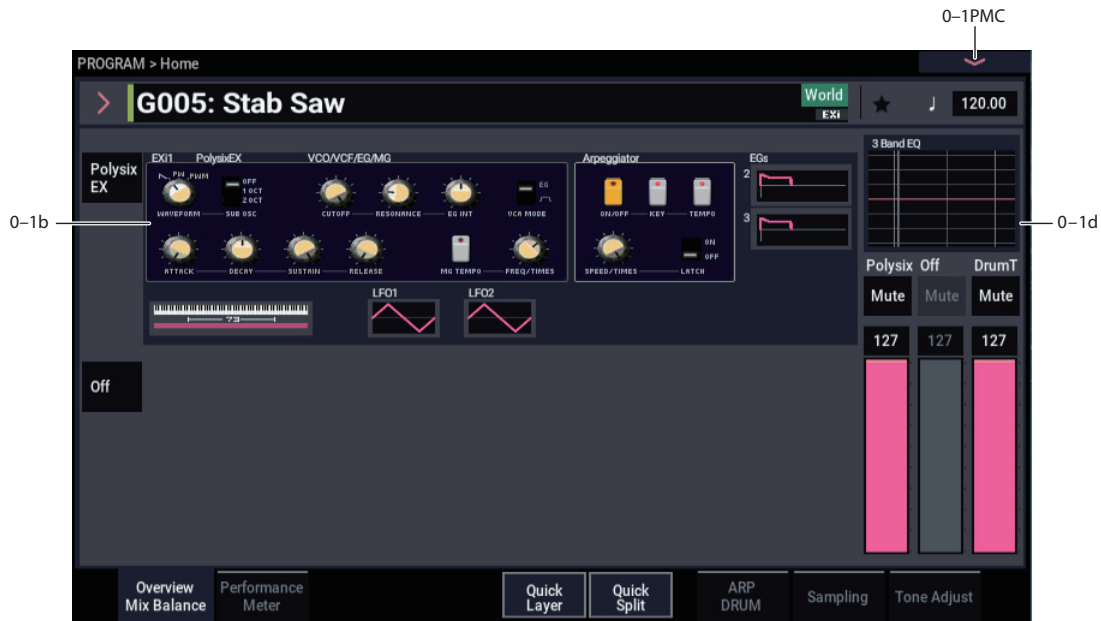 0–1PMC
PROGRAM > Home
G005: Stab Saw
World
EXi
120.00
3 Band EQ
Polysix
EX
EXi1 PolysixEX VCO/VCF/EG/MG
Arpeggiator
EGs
PW PWM
OFF
1 OCT
2 OCT
EG
2
WAVEFORM SUB OSC CUTOFF RESONANCE EG INT VCA MODE
ON/OFF KEY TEMPO
3
0–1b
0–1d
ON
OFF
ATTACK DECAY SUSTAIN RELEASE MG TEMPO FREQ/TIMES
SPEED/TIMES LATCH
Polysix Off DrumT
Mute Mute Mute
LFO1 LFO2
73
127 127 127
Off
Overview
Mix Balance
Performance
Meter
Quick
Layer
Quick
Split
ARP
DRUM
Sampling
Tone Adjust